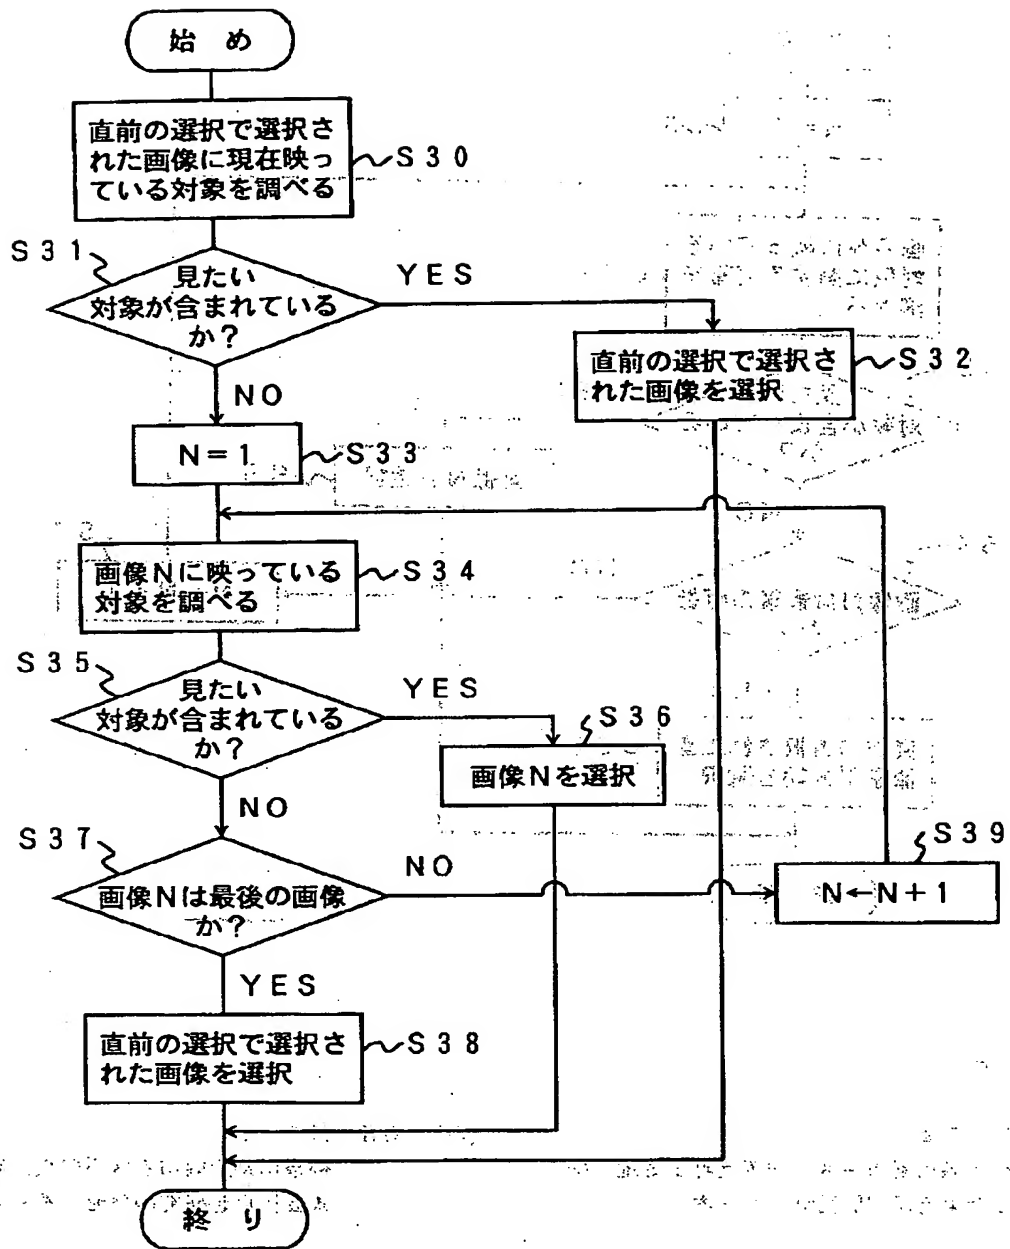 始 め
直前の選択で選択さ
れた画像に現在映っ
ている対象を調べる
S30
S31
見たい
対象が含まれている
か?
YES
NO
直前の選択で選択さ
れた画像を選択
S32
N=1
S33
画像Nに映っている
対象を調べる
S34
S35
見たい
対象が含まれている
か?
YES
NO
S36
画像Nを選択
S37
画像Nは最後の画像
か?
NO
YES
S39
N←N+1
直前の選択で選択さ
れた画像を選択
S38
終 り